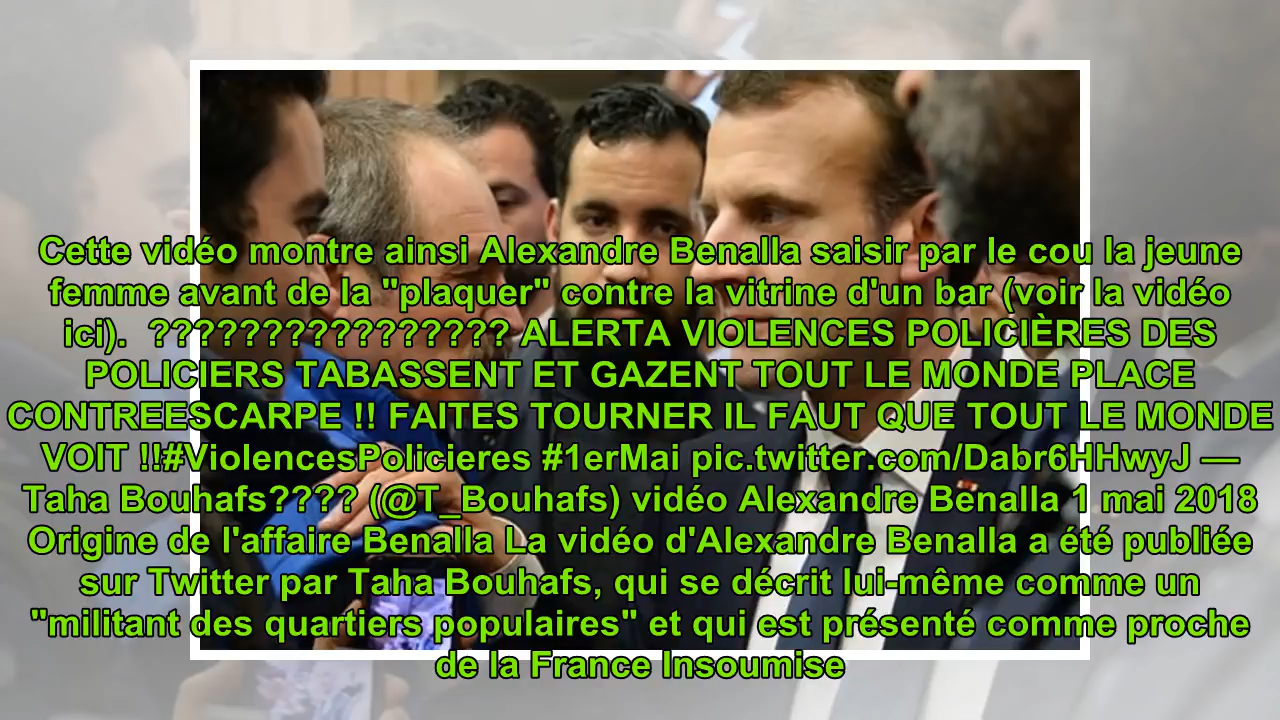 Cette vidéo montre ainsi Alexandre Benalla saisir par le cou la jeune
femme avant de la "plaquer" contre la vitrine d'un bar (voir la vidéo
ici).  ???????????????? ALERTA VIOLENCES POLICIÈRES DES
POLICIERS TABASSENT ET GAZENT TOUT LE MONDE PLACE
CONTREESCARPE !! FAITES TOURNER IL FAUT QUE TOUT LE MONDE
VOIT !!#ViolencesPolicieres #1erMai pic.twitter.com/Dabr6HHwyJ —
Taha Bouhafs???? (@T_Bouhafs) vidéo Alexandre Benalla 1 mai 2018
Origine de l'affaire Benalla La vidéo d'Alexandre Benalla a été publiée
sur Twitter par Taha Bouhafs, qui se décrit lui-même comme un
"militant des quartiers populaires" et qui est présenté comme proche
de la France Insoumise